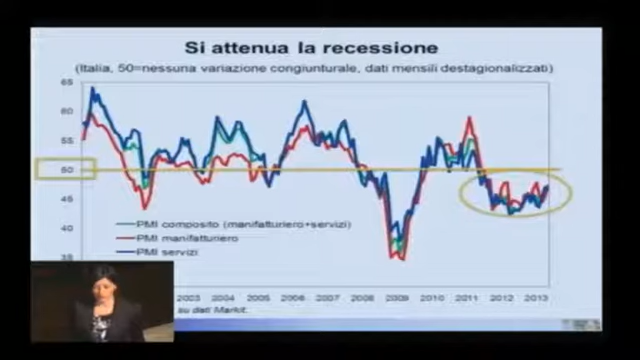 Si attenua la recessione
(Italia, 50=nessuna variazione congiunturale, dati mensili destagionalizzati)
65
60
55
50
45
40
35
PMI composito (manifatturiero+servizi)
PMI manifatturiero
PMI servizi
2003 2004 2005 2006 2007 2008 2009 2010 2011 2012 2013
su dati Markit.